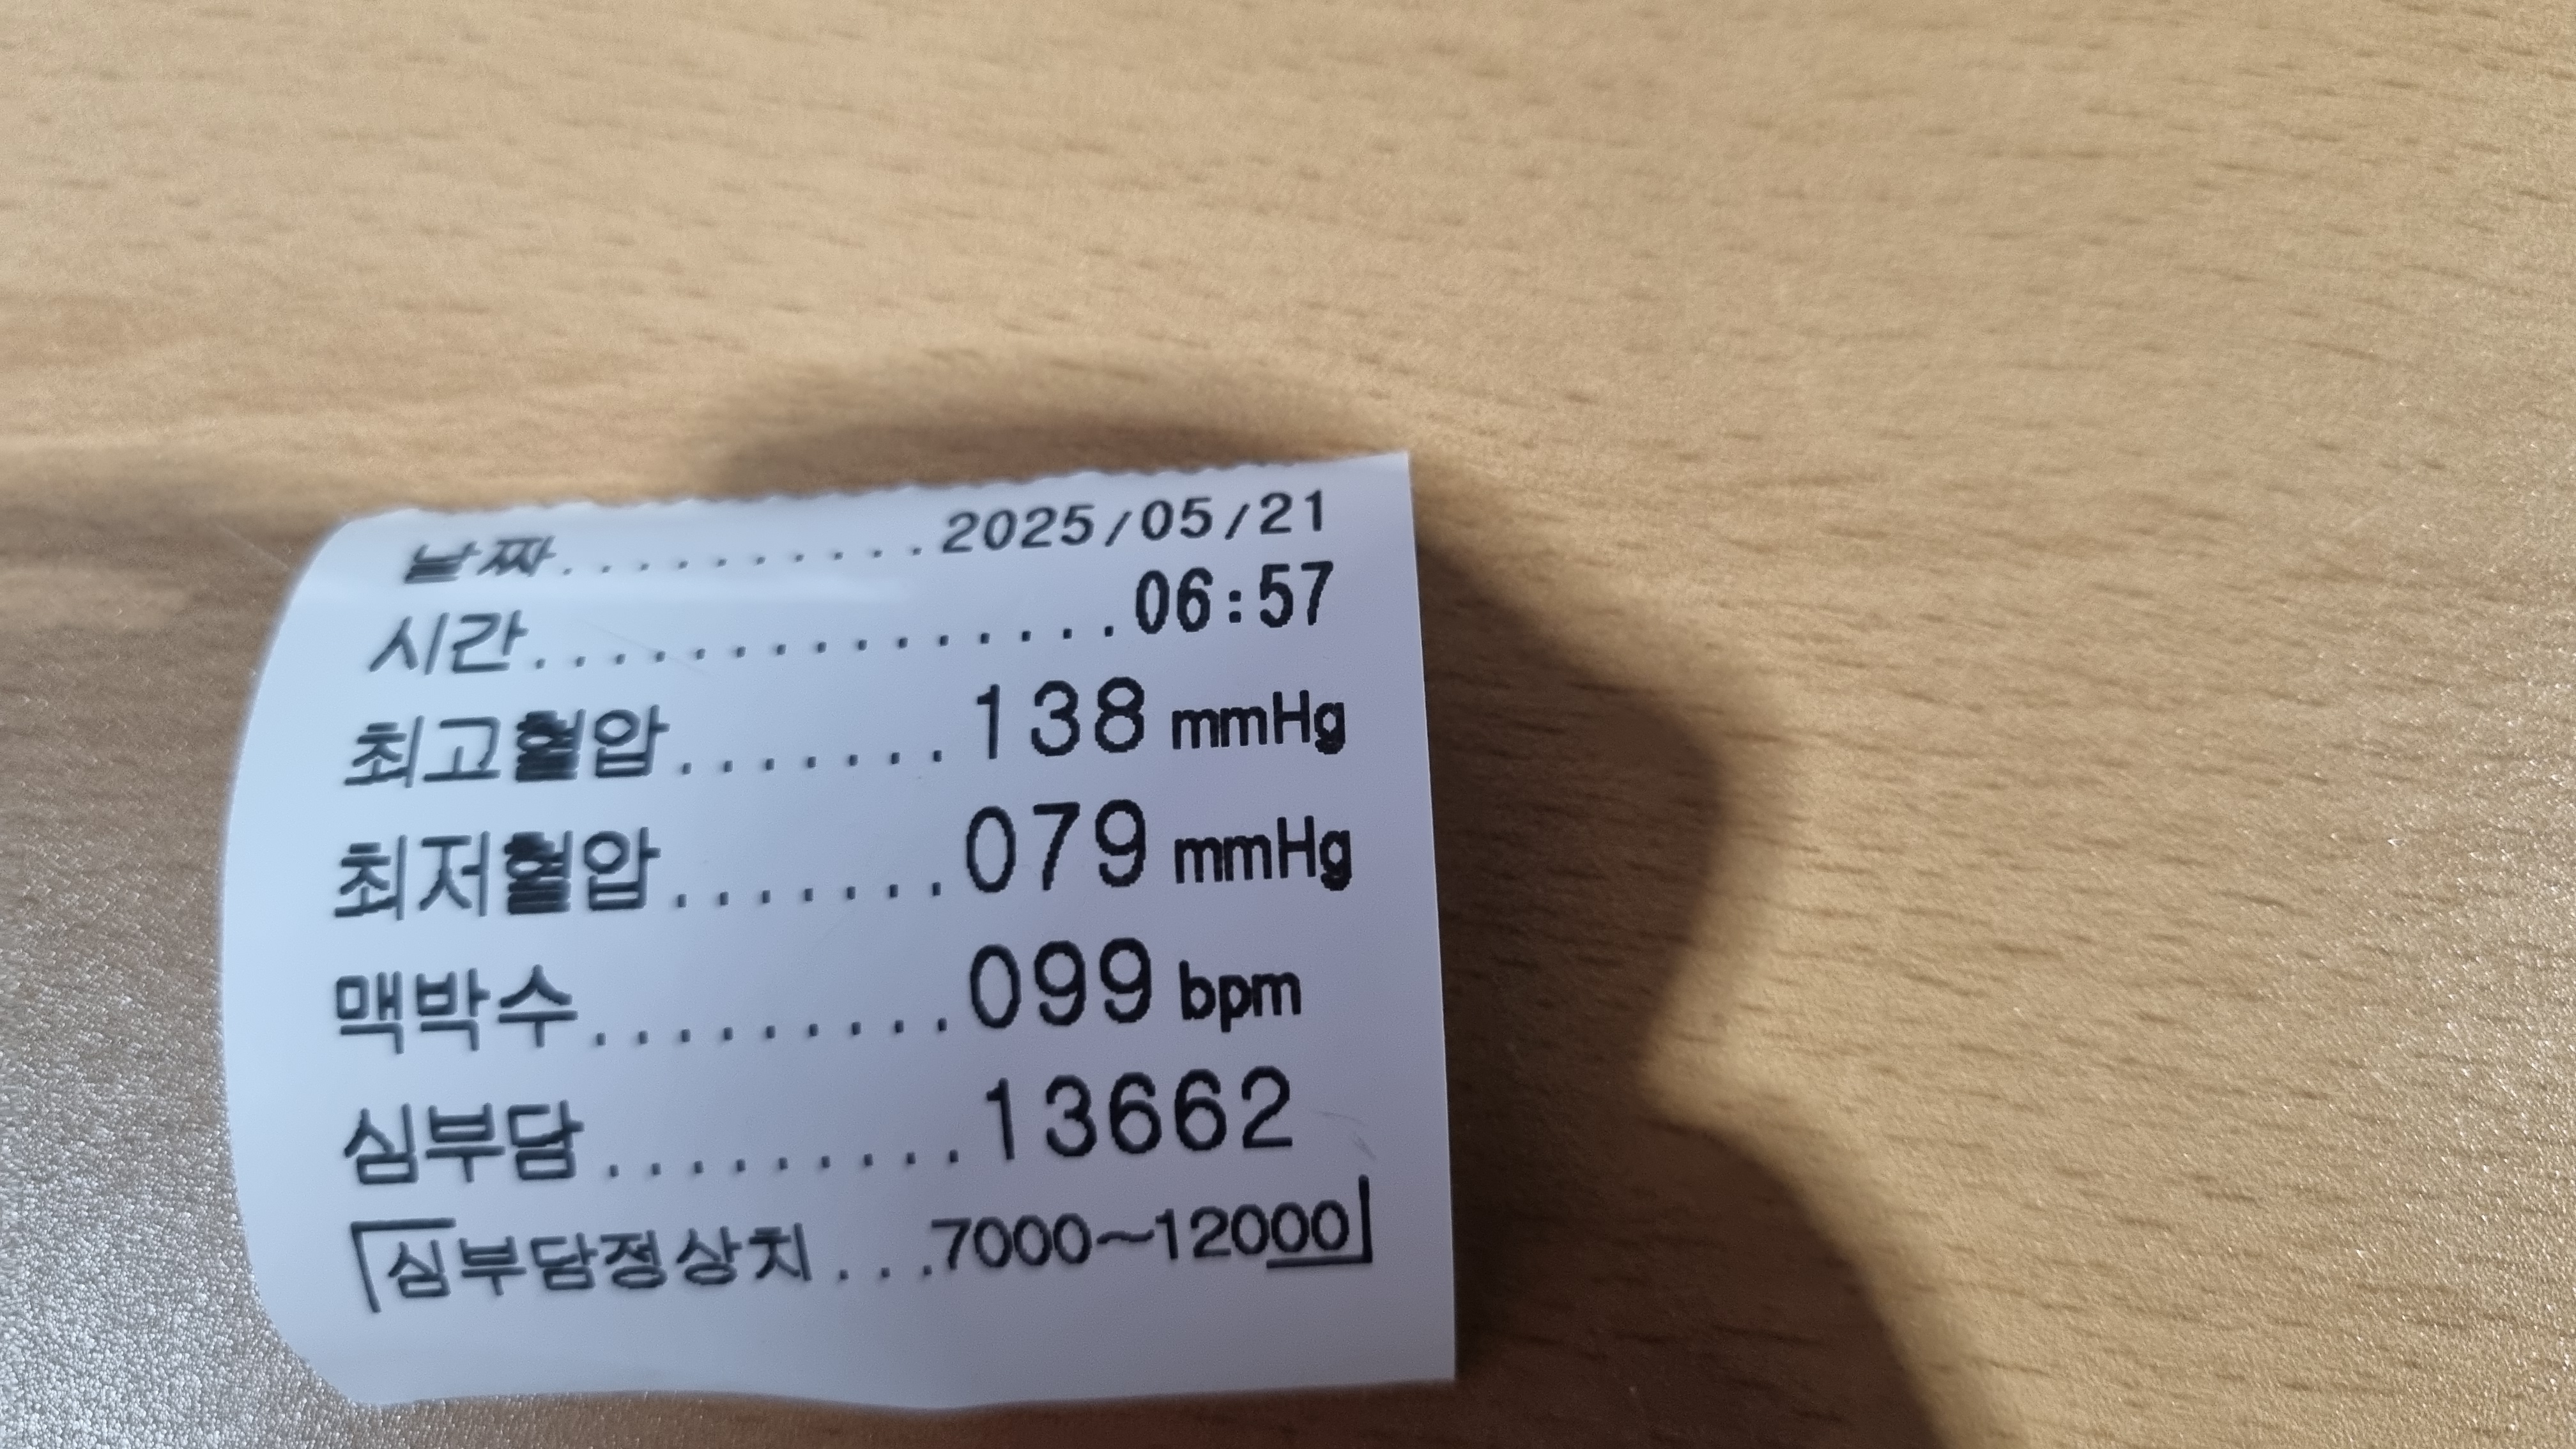 날짜..........2025/05/21
시간................06:57
최고혈압.......138 mmHg
최저혈압.......079 mmHg
맥박수..........099 bpm
심부담..........13662
「심부담정상치...7000~12000」